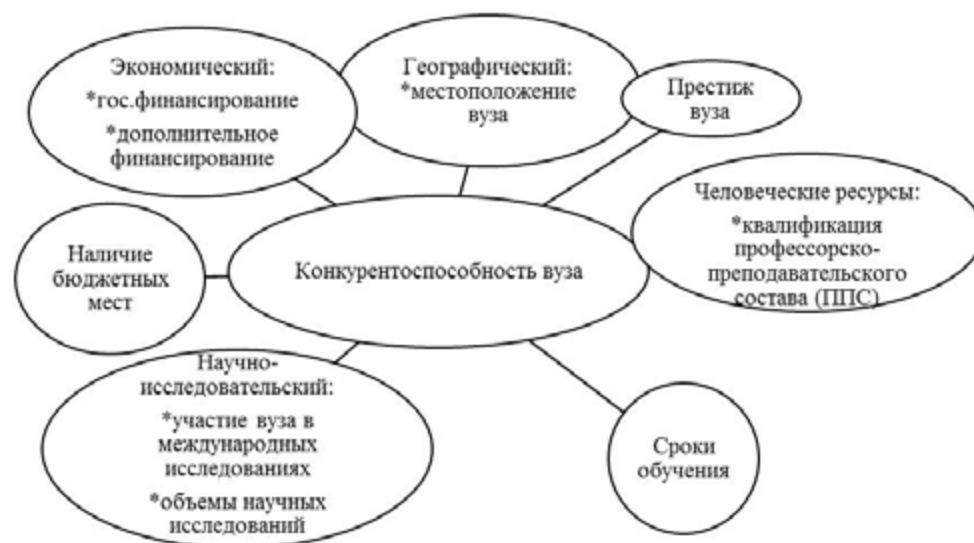 Экономический:
*гос.финансирование
*дополнительное
финансирование
Географический:
*местоположение
вуза
Престиж
вуза
Человеческие ресурсы:
*квалификация
профессорско-
преподавательского
состава (ППС)
Наличие
бюджетных
мест
Конкурентоспособность вуза
Научно-
исследовательский:
*участие вуза в
международных
исследованиях
*объемы научных
исследований
Сроки
обучения